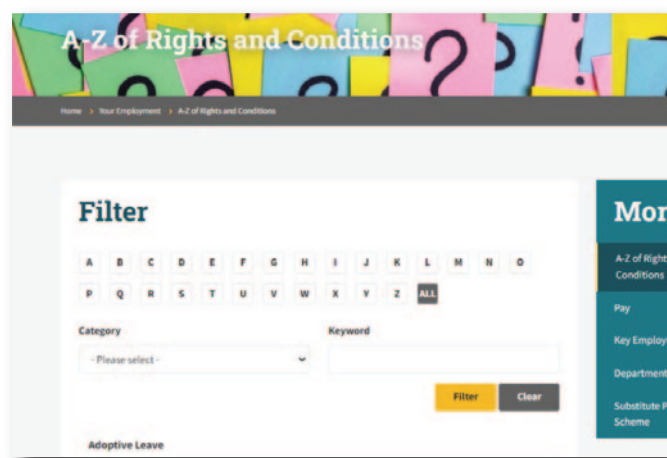 A-Z of Rights and Conditions
Home > Your Employment > A-Z of Rights and Conditions
Filter
A B C D E F G H I J K L M N O
P Q R S T U V W X Y Z ALL
Category
Keyword
- Please select -
Filter
Clear
Adoptive Leave
A-Z of Right
Conditions
Pay
Key Employ
Department
Substitute P
Scheme